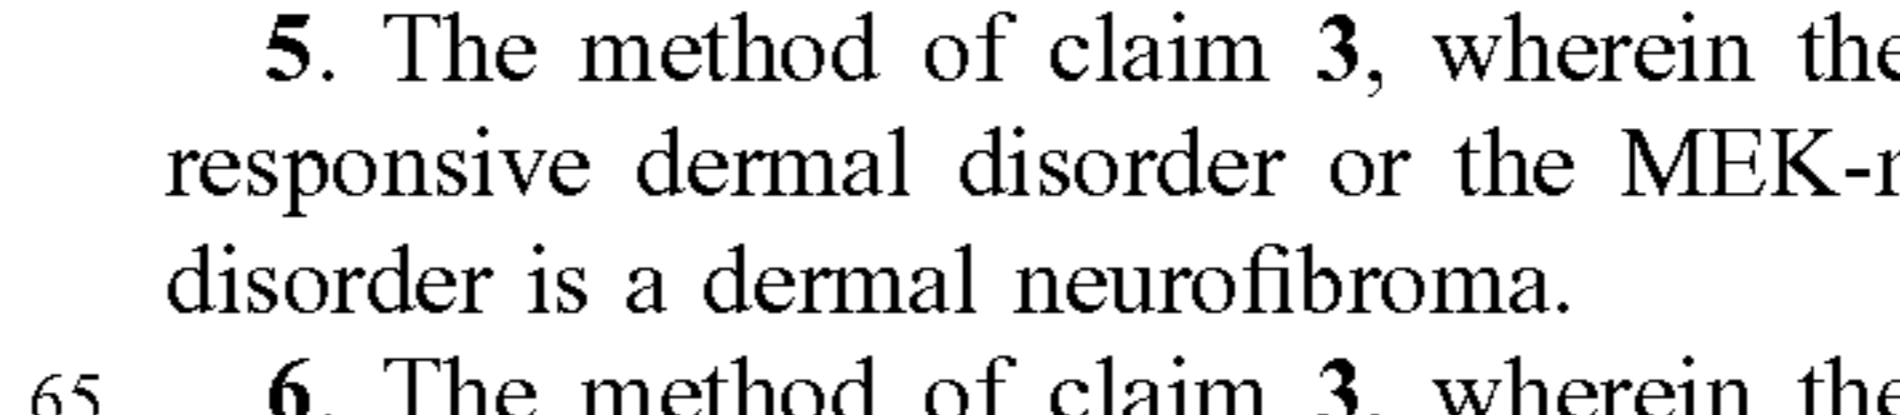 5. The method of claim 3, wherein the
responsive dermal disorder or the MEK-r
disorder is a dermal neurofibroma.
65 6. The method of claim 3, wherein the